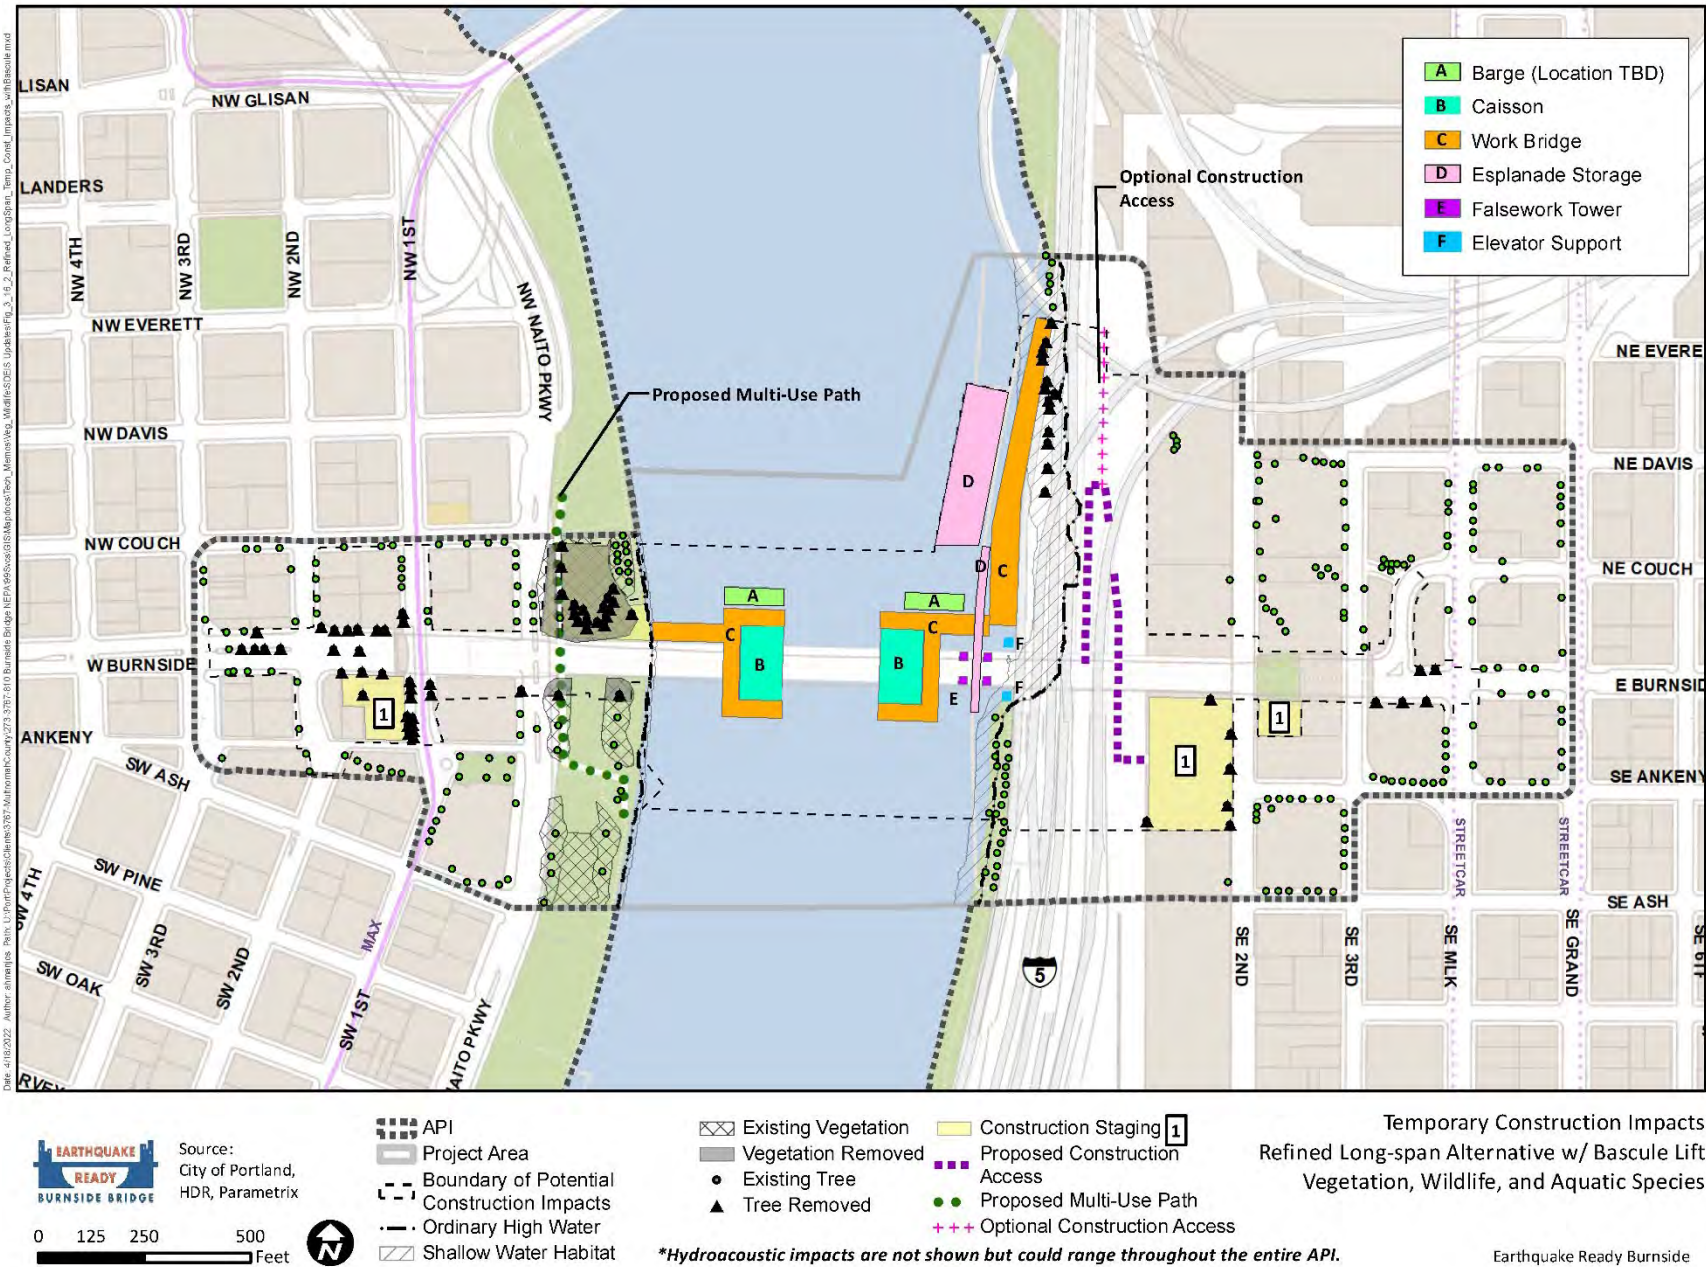 LISAN
NW GLISAN
LANDERS
NW 4TH
NW 3RD
NW 2ND
NW 1ST
NW EVERETT
NW NAITO PKWY
NW DAVIS
NW COUCH
W BURNSIDE
ANKENY
SW ASH
SW PINE
SW 4TH
SW 3RD
SW 2ND
SW OAK
MAX
SW 1ST
NAITO PKWY
RVEY
Proposed Multi-Use Path
Optional Construction
Access
A Barge (Location TBD)
B Caisson
C Work Bridge
D Esplanade Storage
E Falsework Tower
F Elevator Support
D
D
C
A
A
C
C
B
B
E
F
F
1
1
1
5
NE EVERE
NE DAVIS
NE COUCH
E BURNSID
SE ANKENY
SE ASH
STREETCAR
STREETCAR
SE 2ND
SE 3RD
SE MLK
SE GRAND
EARTHQUAKE
READY
BURNSIDE BRIDGE
Source:
City of Portland,
HDR, Parametrix
0 125 250 500
Feet
N
API
Project Area
Boundary of Potential
Construction Impacts
Ordinary High Water
Shallow Water Habitat
Existing Vegetation
Vegetation Removed
Existing Tree
Tree Removed
Construction Staging 1
Proposed Construction
Access
Proposed Multi-Use Path
Optional Construction Access
*Hydroacoustic impacts are not shown but could range throughout the entire API.
Temporary Construction Impacts
Refined Long-span Alternative w/ Bascule Lift
Vegetation, Wildlife, and Aquatic Species
Earthquake Ready Burnside